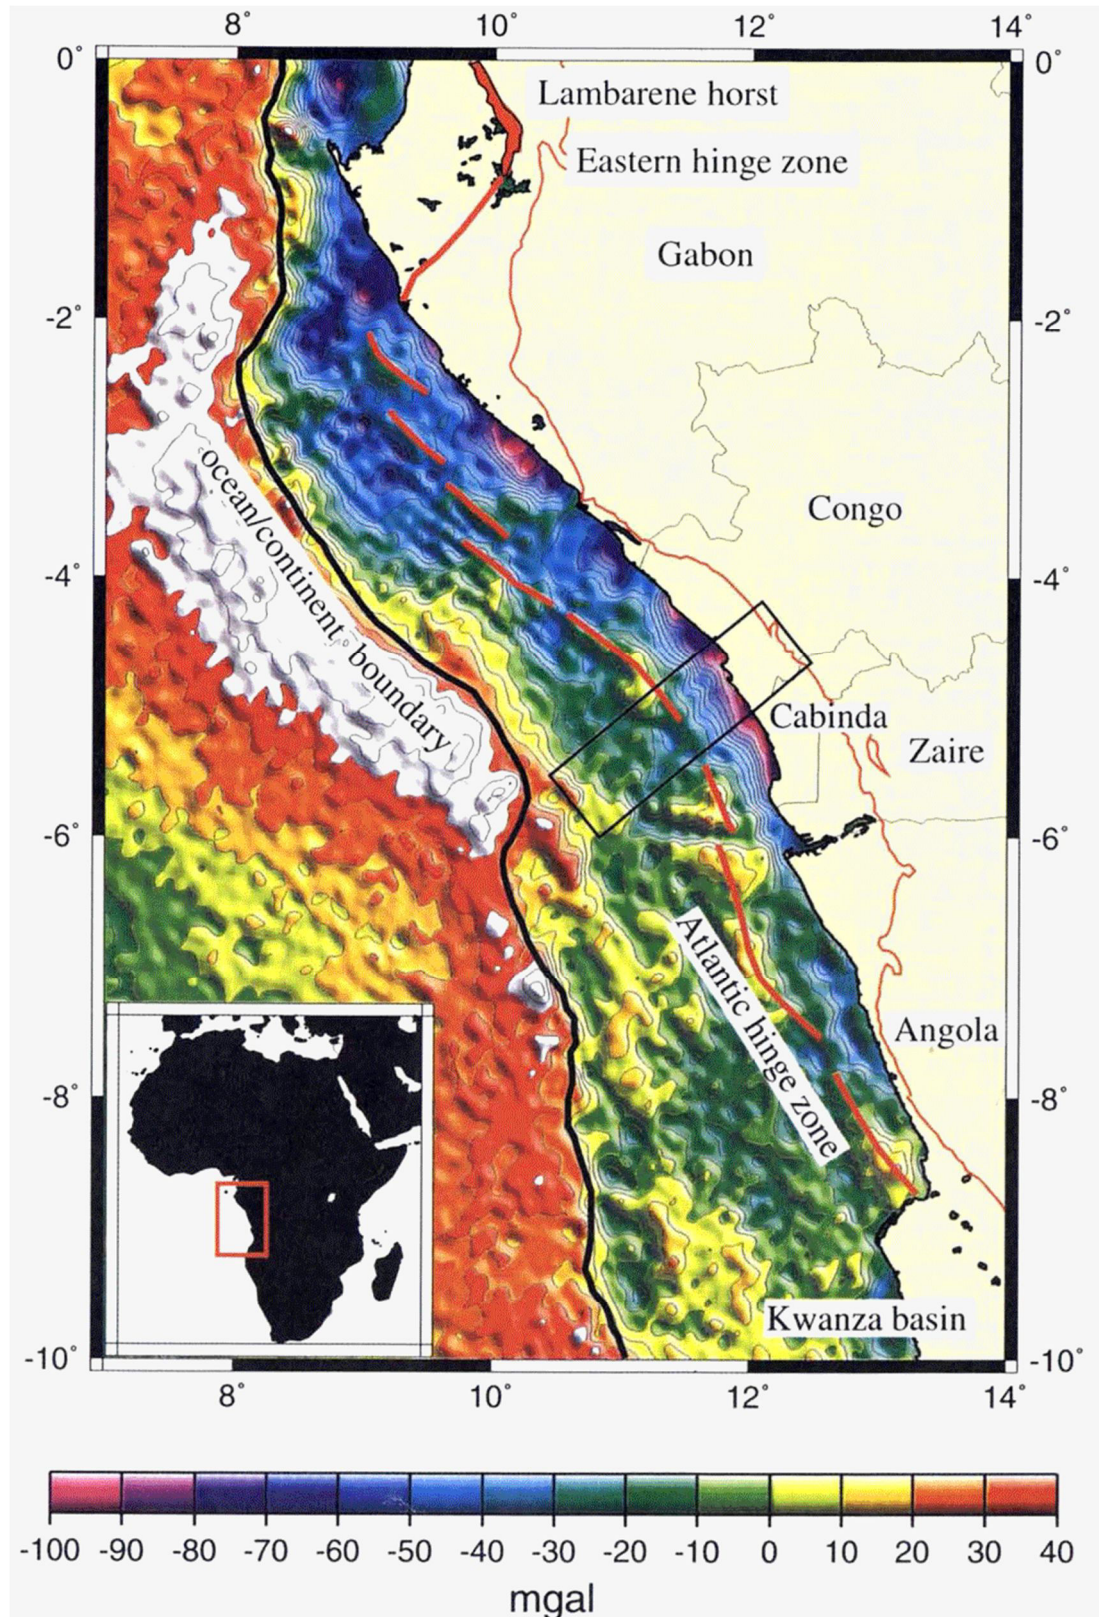 8° 10° 12° 14°
0° 0°
Lambarene horst
Eastern hinge zone
Gabon
-2° -2°
ocean/continent boundary
Congo
-4° -4°
Cabinda
Zaire
-6° -6°
Atlantic hinge zone
Angola
-8° -8°
Kwanza basin
-10° -10°
8° 10° 12° 14°
-100 -90 -80 -70 -60 -50 -40 -30 -20 -10 0 10 20 30 40
mgal